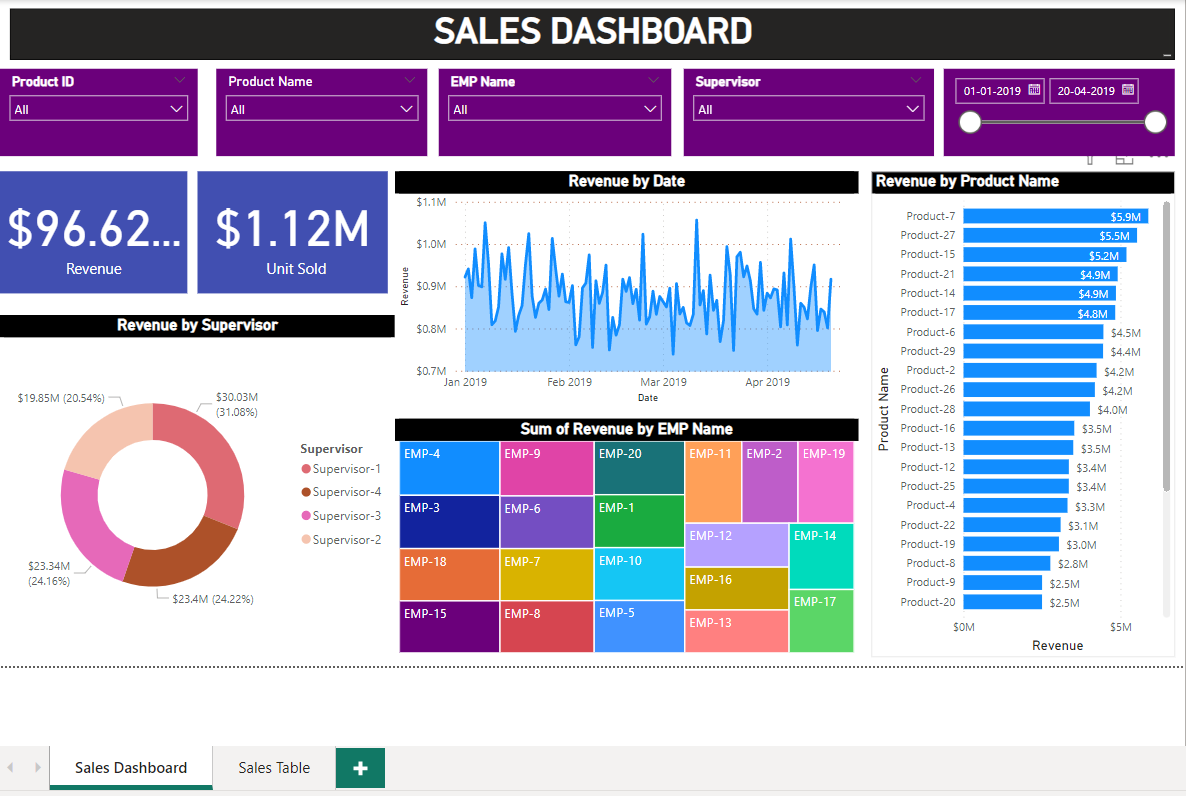 SALES DASHBOARD
Product ID
All
Product Name
All
EMP Name
All
Supervisor
All
01-01-2019
20-04-2019
$96.62...
Revenue
$1.12M
Unit Sold
Revenue by Supervisor
$19.85M (20.54%)
$30.03M
(31.08%)
$23.34M
(24.16%)
$23.4M (24.22%)
Supervisor
Supervisor-1
Supervisor-4
Supervisor-3
Supervisor-2
Revenue by Date
Revenue
$1.1M
$1.0M
$0.9M
$0.8M
$0.7M
Jan 2019
Feb 2019
Mar 2019
Apr 2019
Date
Sum of Revenue by EMP Name
EMP-4
EMP-9
EMP-20
EMP-11
EMP-2
EMP-19
EMP-3
EMP-6
EMP-1
EMP-12
EMP-14
EMP-18
EMP-7
EMP-10
EMP-16
EMP-17
EMP-15
EMP-8
EMP-5
EMP-13
Revenue by Product Name
Product Name
Product-7 $5.9M
Product-27 $5.5M
Product-15 $5.2M
Product-21 $4.9M
Product-14 $4.9M
Product-17 $4.8M
Product-6 $4.5M
Product-29 $4.4M
Product-2 $4.2M
Product-26 $4.2M
Product-28 $4.0M
Product-16 $3.5M
Product-13 $3.5M
Product-12 $3.4M
Product-25 $3.4M
Product-4 $3.3M
Product-22 $3.1M
Product-19 $3.0M
Product-8 $2.8M
Product-9 $2.5M
Product-20 $2.5M
$0M
$5M
Revenue
Sales Dashboard
Sales Table